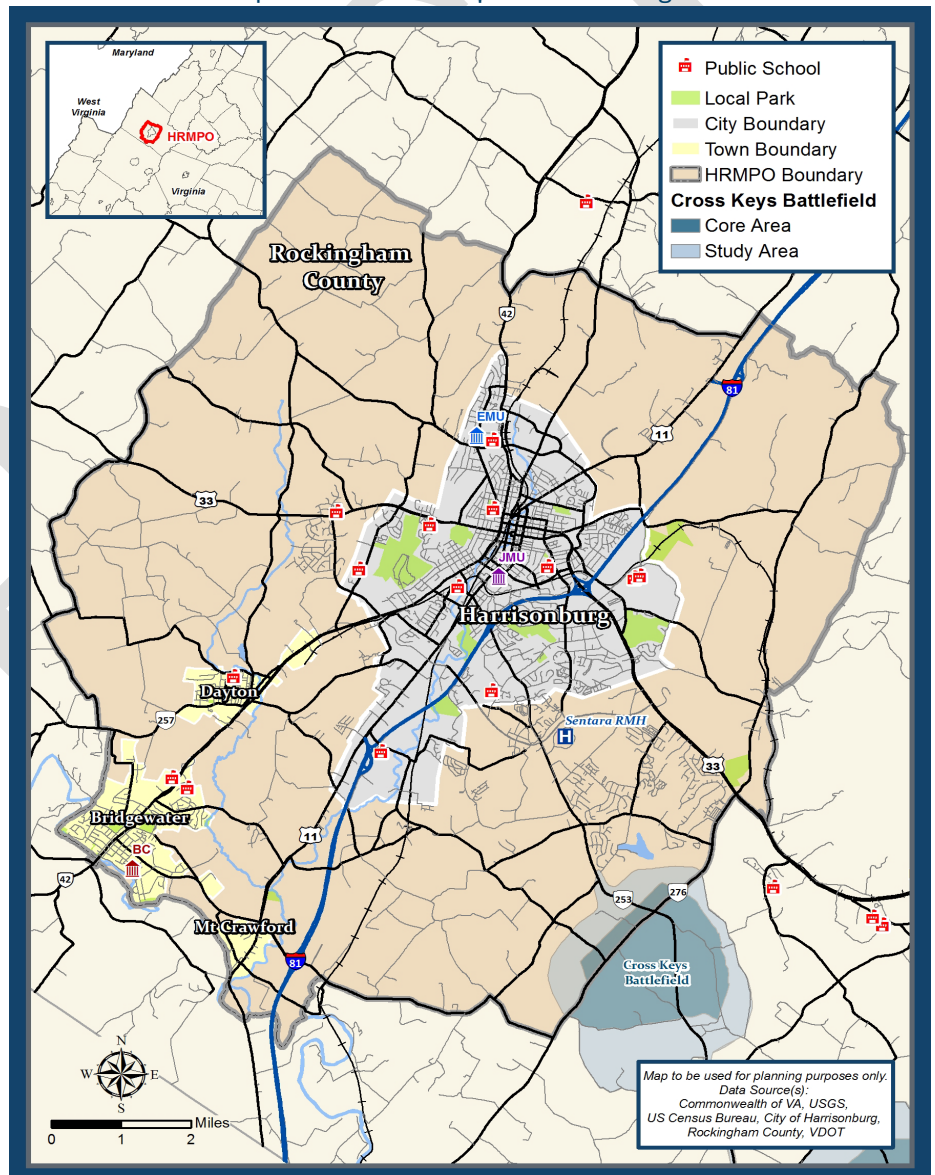 Maryland
West
Virginia
HRMPO
Virginia
Public School
Local Park
City Boundary
Town Boundary
HRMPO Boundary
Cross Keys Battlefield
Core Area
Study Area
Rockingham
County
42
81
EMU
11
33
JMU
Harrisonburg
Dayton
257
Sentara RMH
H
33
Bridgewater
11
BC
42
253
276
Mt Crawford
81
Cross Keys
Battlefield
N
W
E
S
Miles
0
1
2
Map to be used for planning purposes only.
Data Source(s):
Commonwealth of VA, USGS,
US Census Bureau, City of Harrisonburg,
Rockingham County, VDOT